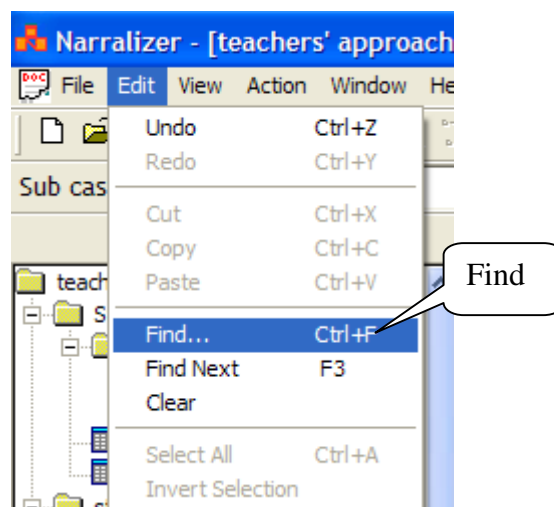 Narralizer - [teachers' approach
File Edit View Action Window He
Undo Ctrl+Z
Redo Ctrl+Y
Sub cas
Cut Ctrl+X
Copy Ctrl+C
Paste Ctrl+V
teach
Find
S
Find... Ctrl+F
Find Next F3
Clear
Select All Ctrl+A
Invert Selection